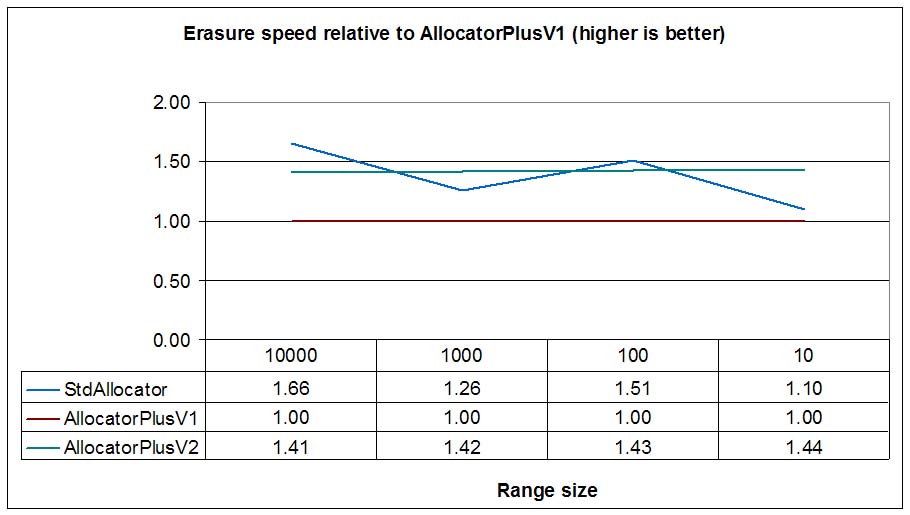 Erasure speed relative to AllocatorPlusV1 (higher is better)
2.00
1.50
1.00
0.50
0.00
10000 1000 100 10
StdAllocator 1.66 1.26 1.51 1.10
AllocatorPlusV1 1.00 1.00 1.00 1.00
AllocatorPlusV2 1.41 1.42 1.43 1.44
Range size